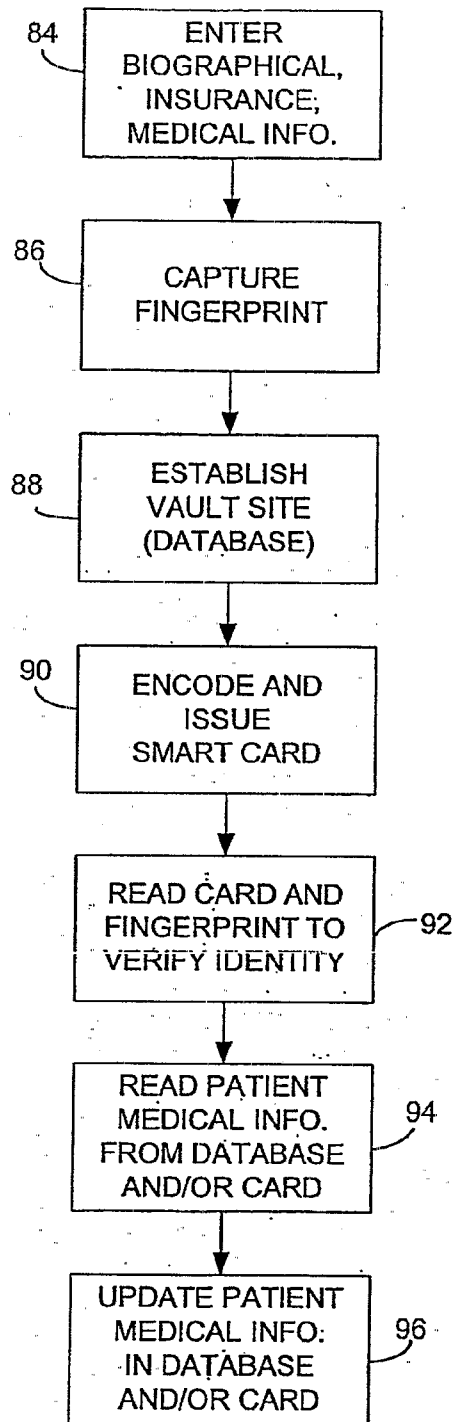 84
ENTER
BIOGRAPHICAL,
INSURANCE;
MEDICAL INFO.
86
CAPTURE
FINGERPRINT
88
ESTABLISH
VAULT SITE
(DATABASE)
90
ENCODE AND
ISSUE
SMART CARD
READ CARD AND
FINGERPRINT TO
VERIFY IDENTITY
92
READ PATIENT
MEDICAL INFO.
FROM DATABASE
AND/OR CARD
94
UPDATE PATIENT
MEDICAL INFO:
IN DATABASE
AND/OR CARD
96